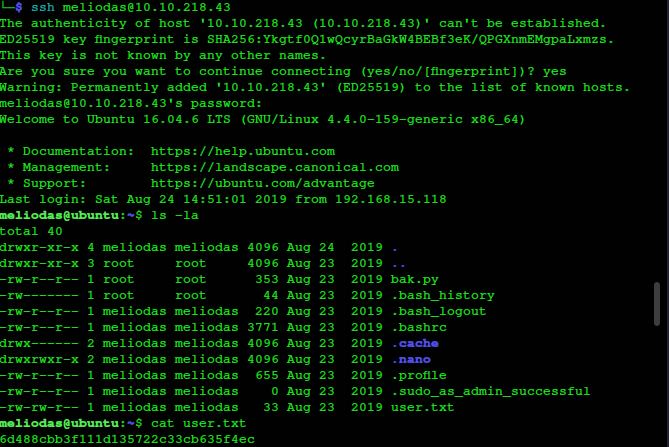 └─$ ssh meliodas@10.10.218.43
The authenticity of host '10.10.218.43 (10.10.218.43)' can't be established.
ED25519 key fingerprint is SHA256:Ykgtf0Q1wQcyrBaGkW4BEBf3eK/QPGXnmEMgpaLxmzs.
This key is not known by any other names.
Are you sure you want to continue connecting (yes/no/[fingerprint])? yes
Warning: Permanently added '10.10.218.43' (ED25519) to the list of known hosts.
meliodas@10.10.218.43's password:
Welcome to Ubuntu 16.04.6 LTS (GNU/Linux 4.4.0-159-generic x86_64)
* Documentation:  https://help.ubuntu.com
* Management:     https://landscape.canonical.com
* Support:        https://ubuntu.com/advantage
Last login: Sat Aug 24 14:51:01 2019 from 192.168.15.118
meliodas@ubuntu:~$ ls -la
total 40
drwxr-xr-x 4 meliodas meliodas 4096 Aug 24  2019 .
drwxr-xr-x 3 root     root     4096 Aug 23  2019 ..
-rw-r--r-- 1 root     root      353 Aug 23  2019 bak.py
-rw------- 1 root     root       44 Aug 23  2019 .bash_history
-rw-r--r-- 1 meliodas meliodas  220 Aug 23  2019 .bash_logout
-rw-r--r-- 1 meliodas meliodas 3771 Aug 23  2019 .bashrc
drwx------ 2 meliodas meliodas 4096 Aug 23  2019 .cache
drwxrwxr-x 2 meliodas meliodas 4096 Aug 23  2019 .nano
-rw-r--r-- 1 meliodas meliodas  655 Aug 23  2019 .profile
-rw-r--r-- 1 meliodas meliodas    0 Aug 23  2019 .sudo_as_admin_successful
-rw-rw-r-- 1 meliodas meliodas   33 Aug 23  2019 user.txt
meliodas@ubuntu:~$ cat user.txt
6d488cbb3f111d135722c33cb635f4ec